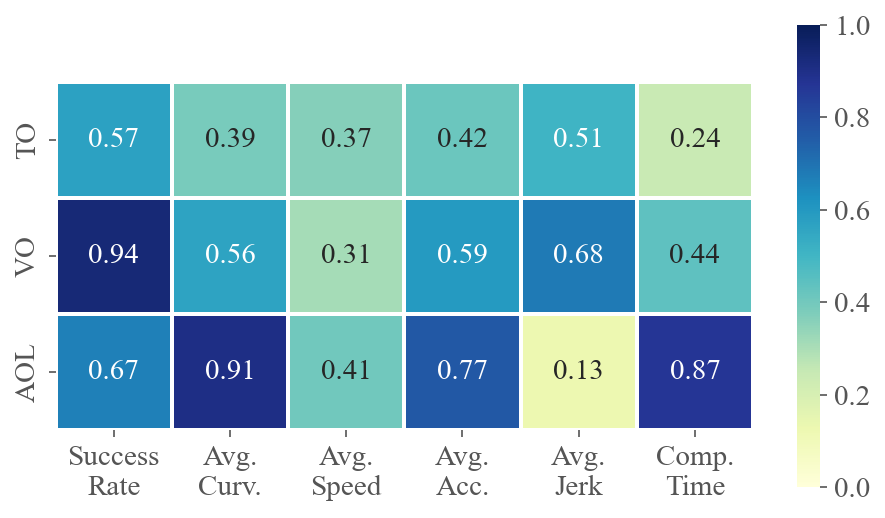 1.0
0.8
0.6
0.4
0.2
0.0
TO
0.57 0.39 0.37 0.42 0.51 0.24
VO
0.94 0.56 0.31 0.59 0.68 0.44
AOL
0.67 0.91 0.41 0.77 0.13 0.87
Success
Rate
Avg.
Curv.
Avg.
Speed
Avg.
Acc.
Avg.
Jerk
Comp.
Time